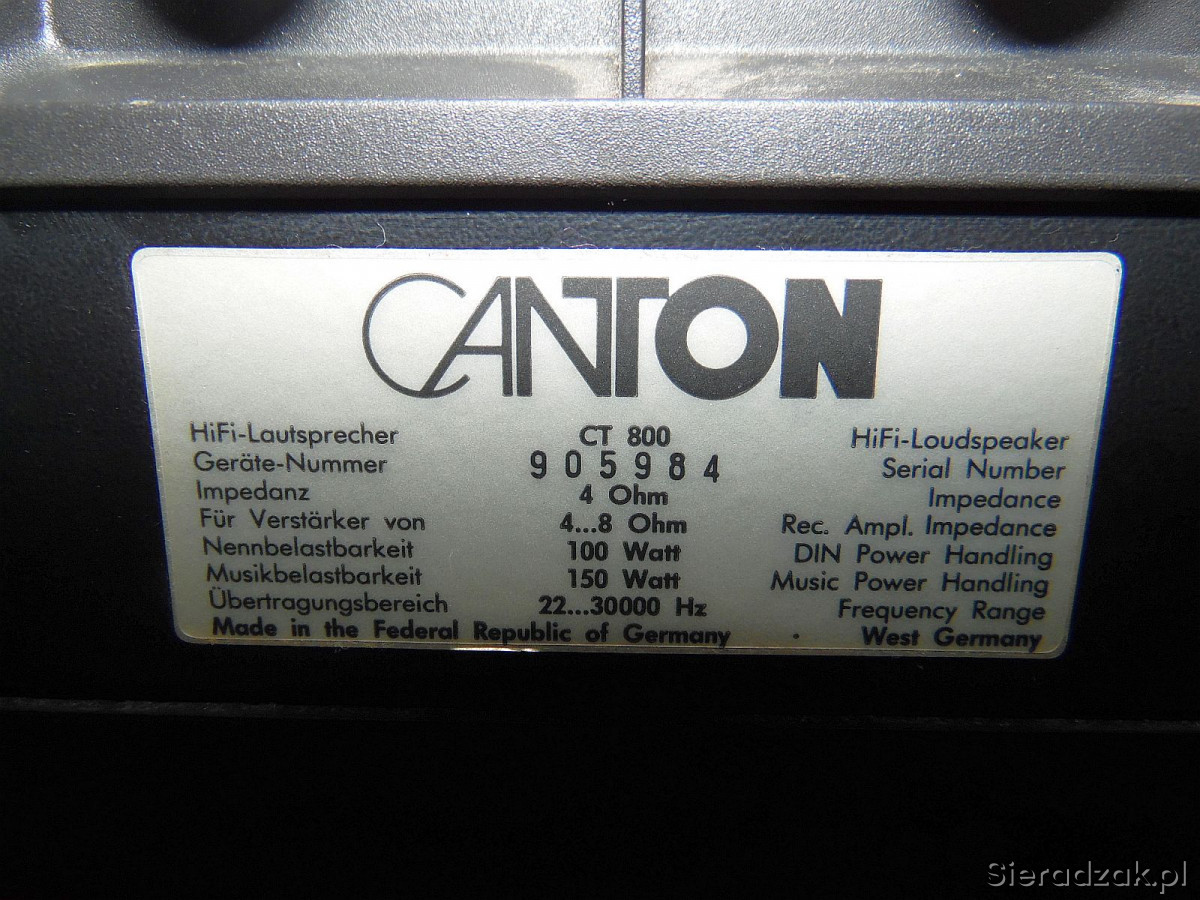 CANTON
HiFi-Lautsprecher CT 800 HiFi-Loudspeaker
Geräte-Nummer 905984 Serial Number
Impedanz 4 Ohm Impedance
Für Verstärker von 4...8 Ohm Rec. Ampl. Impedance
Nennbelastbarkeit 100 Watt DIN Power Handling
Musikbelastbarkeit 150 Watt Music Power Handling
Übertragungsbereich 22...30000 Hz Frequency Range
Made in the Federal Republic of Germany · West Germany
Sieradzak.pl